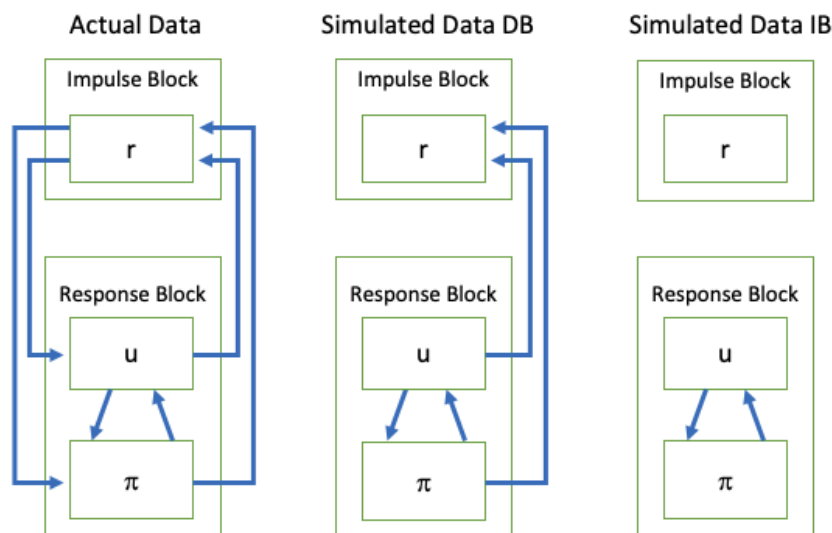 Actual Data
Impulse Block
r
Response Block
u
π
Simulated Data DB
Impulse Block
r
Response Block
u
π
Simulated Data IB
Impulse Block
r
Response Block
u
π